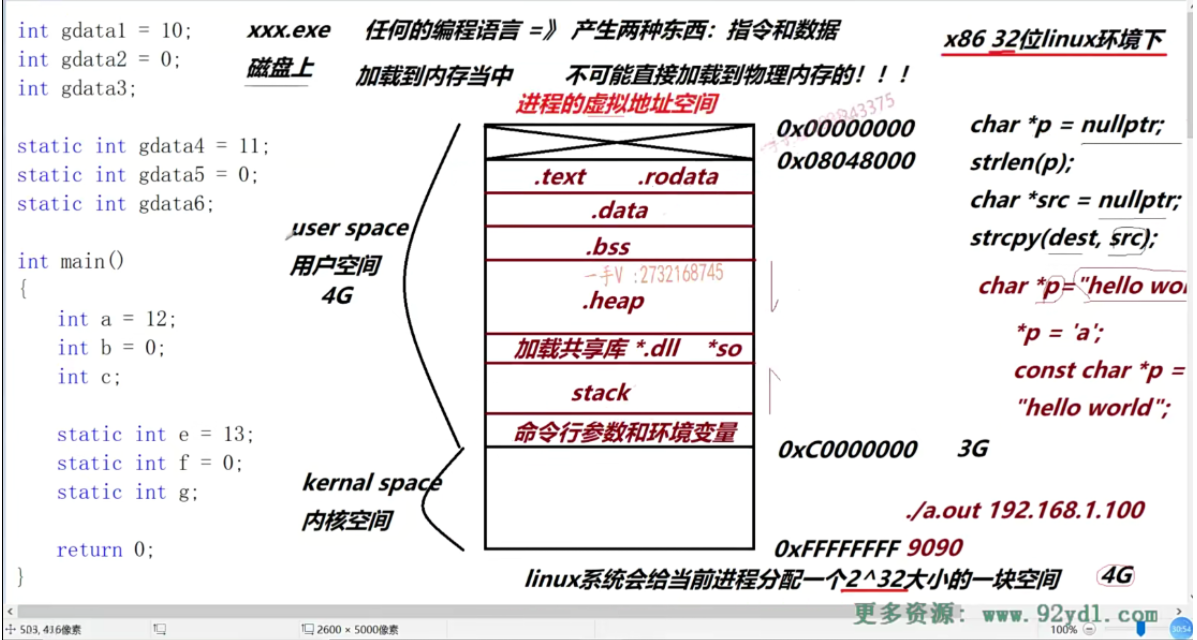 int gdata1 = 10;
int gdata2 = 0;
int gdata3;
static int gdata4 = 11;
static int gdata5 = 0;
static int gdata6;
int main()
{
int a = 12;
int b = 0;
int c;
static int e = 13;
static int f = 0;
static int g;
return 0;
}
xxx.exe
磁盘上
任何的编程语言 =》 产生两种东西：指令和数据
加载到内存当中 不可能直接加载到物理内存的！！！
x86 32位linux环境下
进程的虚拟地址空间
user space
用户空间
4G
kernal space
内核空间
.text .rodata
.data
.bss
一手V :2732168745
.heap
加载共享库 *.dll *so
stack
命令行参数和环境变量
0x00000000
0x08048000
0xC0000000 3G
0xFFFFFFFF 9090
char *p = nullptr;
strlen(p);
char *src = nullptr;
strcpy(dest, src);
char *p="hello wo
*p = 'a';
const char *p =
"hello world";
./a.out 192.168.1.100
linux系统会给当前进程分配一个2^32大小的一块空间 4G
更多资源： www.92ydl.com
503, 416像素
2600 × 5000像素
100%
30:54